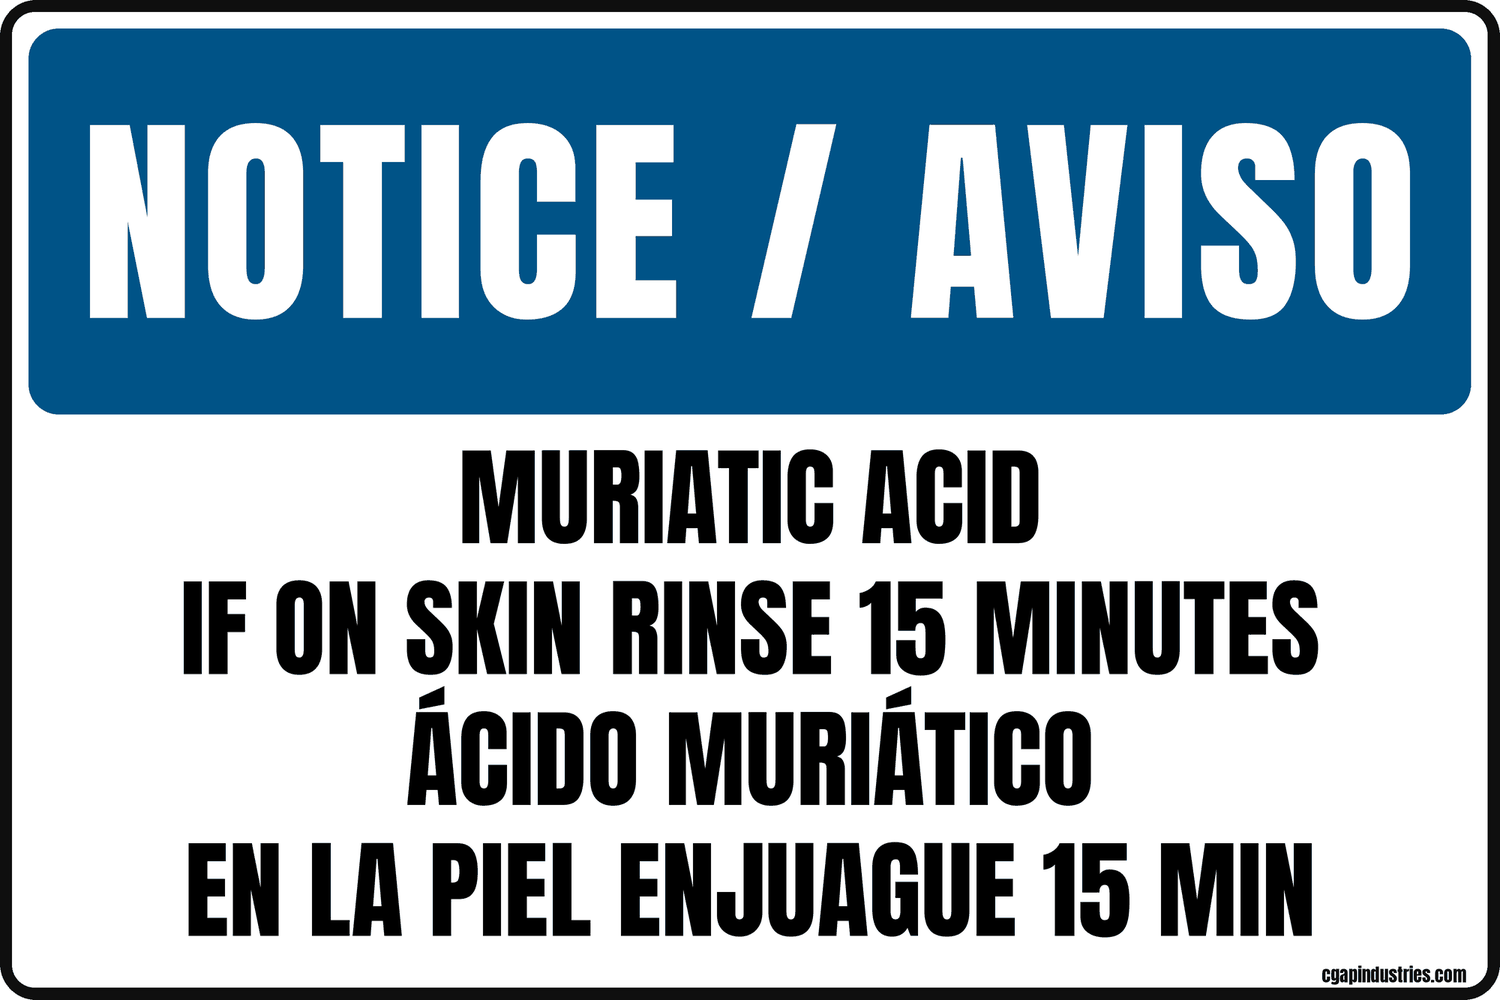 NOTICE / AVISO
MURIATIC ACID
IF ON SKIN RINSE 15 MINUTES
ÁCIDO MURIÁTICO
EN LA PIEL ENJUAGUE 15 MIN
cgapindustries.com